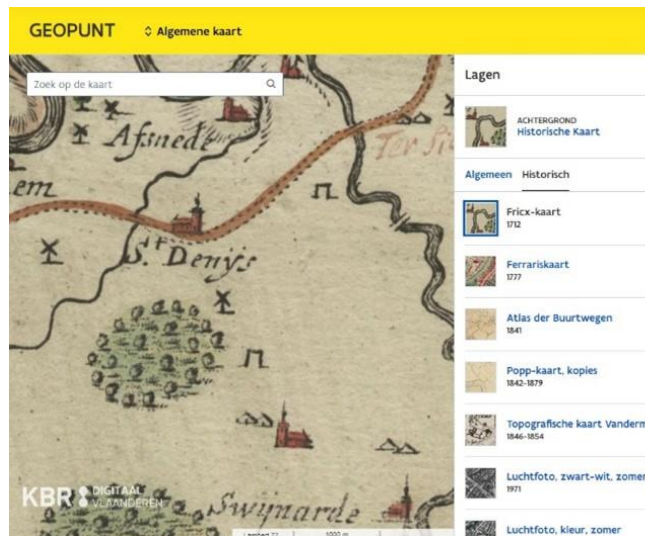 GEOPUNT
Algemene kaart
Zoek op de kaart
Afsnede
Ter
em
St Denijs
Swijnarde
KBR DIGITAAL
VLAANDEREN
1000 m
Lagen
ACHTERGROND
Historische Kaart
Algemeen Historisch
Fricx-kaart
1712
Ferrariskaart
1777
Atlas der Buurtwegen
1841
Popp-kaart, kopies
1842-1879
Topografische kaart Vanderm
1846-1854
Luchtfoto, zwart-wit, zomer
1971
Luchtfoto, kleur, zomer